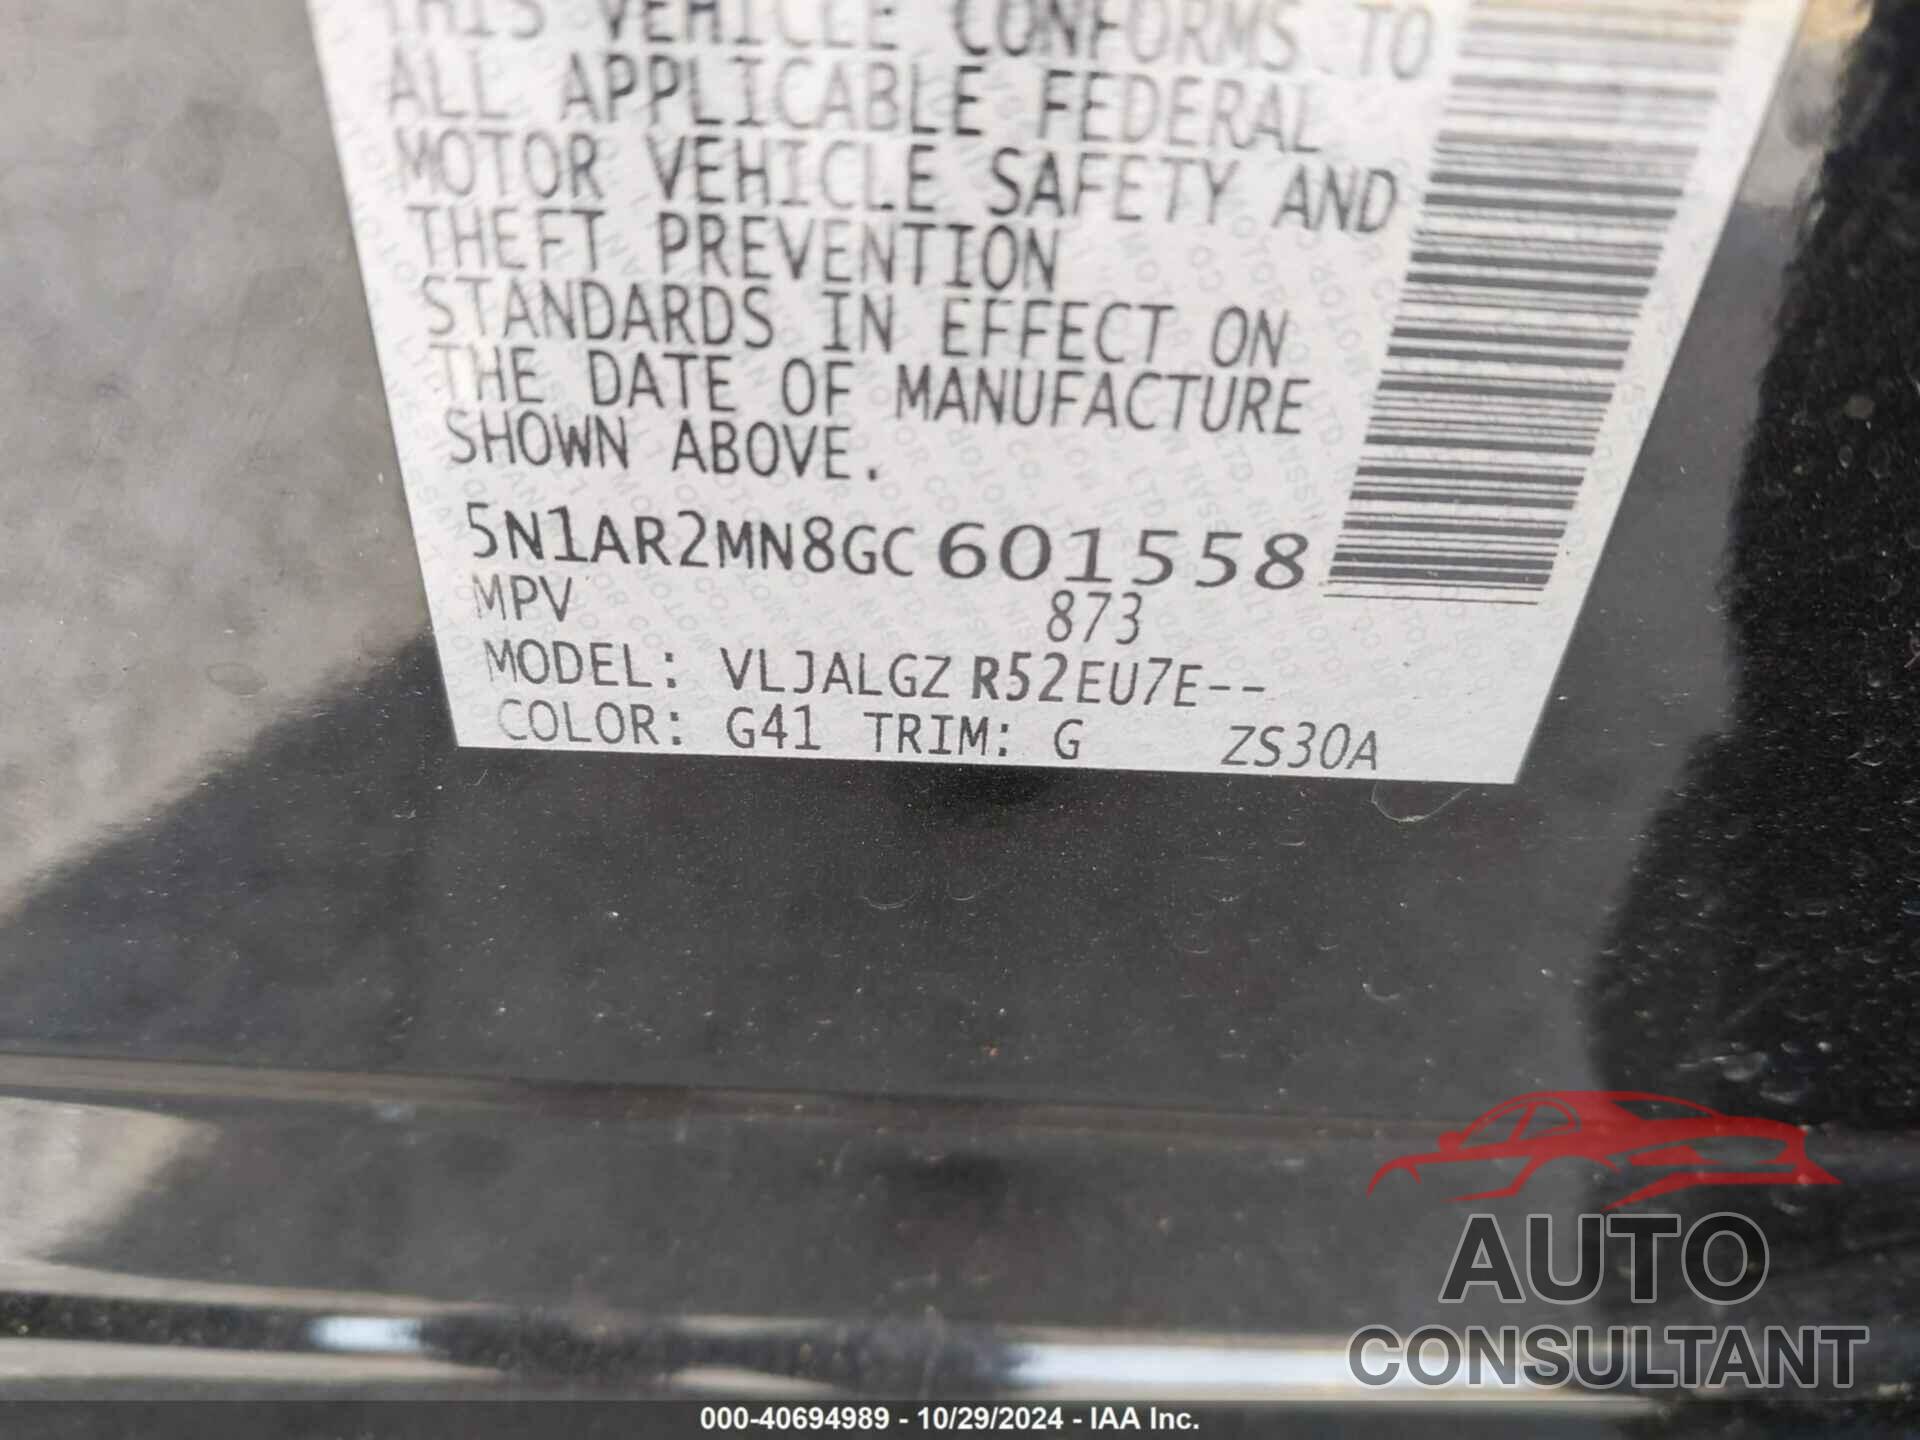 THIS VEHICLE CONFORMS TO
ALL APPLICABLE FEDERAL
MOTOR VEHICLE SAFETY AND
THEFT PREVENTION
STANDARDS IN EFFECT ON
THE DATE OF MANUFACTURE
SHOWN ABOVE.
5N1AR2MN8GC601558
MPV 873
MODEL: VLJALGZ R52EU7E--
COLOR: G41 TRIM: G ZS30A
AUTO
CONSULTANT
000-40694989 - 10/29/2024 - IAA Inc.